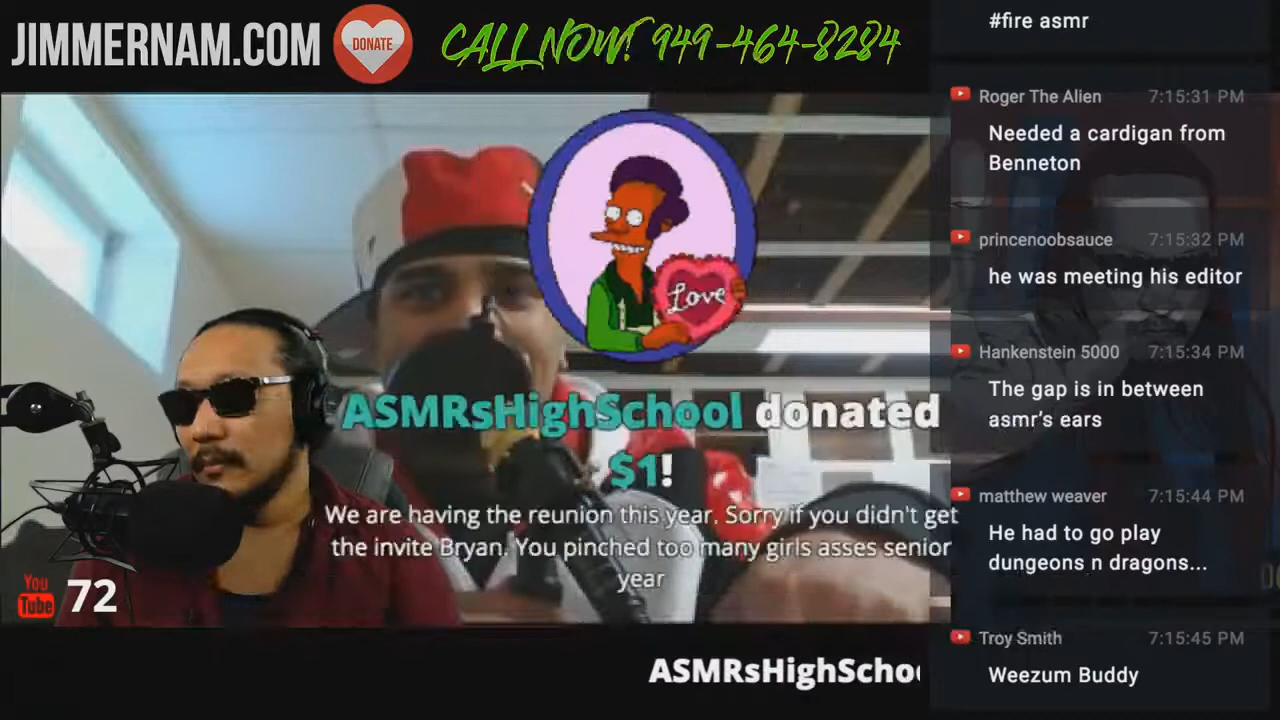 JIMMERNAM.COM
DONATE
CALL NOW! 949-464-8284
Love
ASMRsHighSchool donated
$1!
We are having the reunion this year. Sorry if you didn't get
the invite Bryan. You pinched too many girls asses senior
year
You
Tube
72
ASMRsHighSchoo
#fire asmr
Roger The Alien 7:15:31 PM
Needed a cardigan from
Benneton
princenoobsauce 7:15:32 PM
he was meeting his editor
Hankenstein 5000 7:15:34 PM
The gap is in between
asmr’s ears
matthew weaver 7:15:44 PM
He had to go play
dungeons n dragons...
Troy Smith 7:15:45 PM
Weezum Buddy